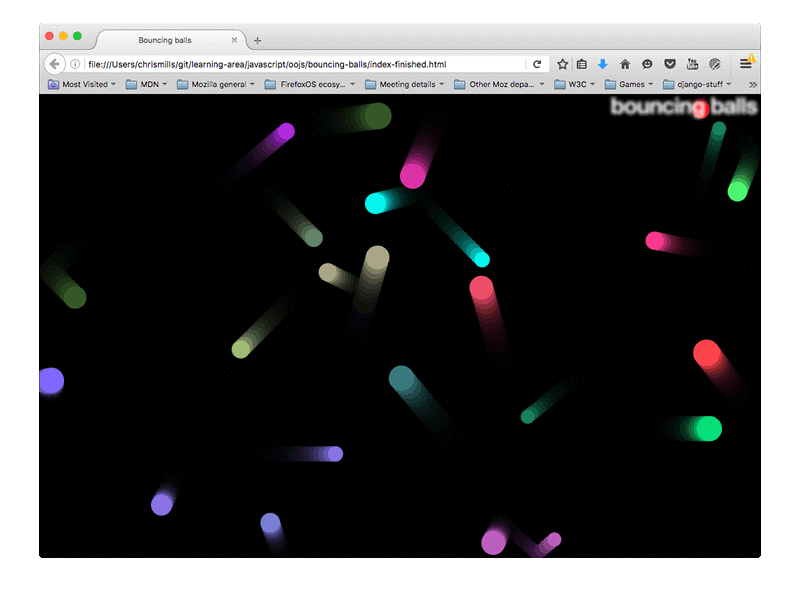 Bouncing balls
file:///Users/chrismills/git/learning-area/javascript/oojs/bouncing-balls/index-finished.html
Most Visited MDN Mozilla general FirefoxOS ecosy... Meeting details Other Moz depa... W3C Games django-stuff
bouncing balls